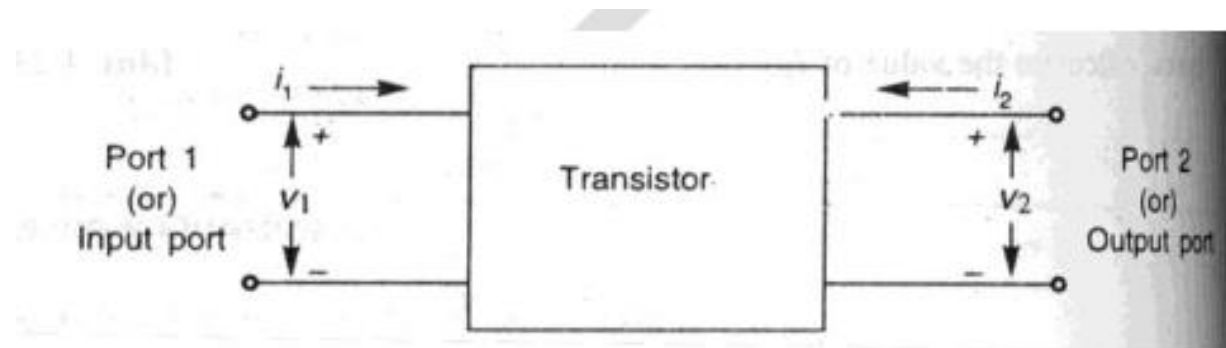 i₁
i₂
+
+
Port 1
(or)
Input port
v₁
Transistor
v₂
Port 2
(or)
Output port
−
−